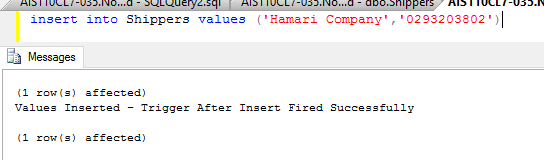 AIST10CL7-035.No...d - SQLQuery2.sql AIST10CL7-035.No...d - dbo.Shippers AIST10CL7-035.N
insert into Shippers values ('Hamari Company','0293203802')
Messages
(1 row(s) affected)
Values Inserted - Trigger After Insert Fired Successfully
(1 row(s) affected)